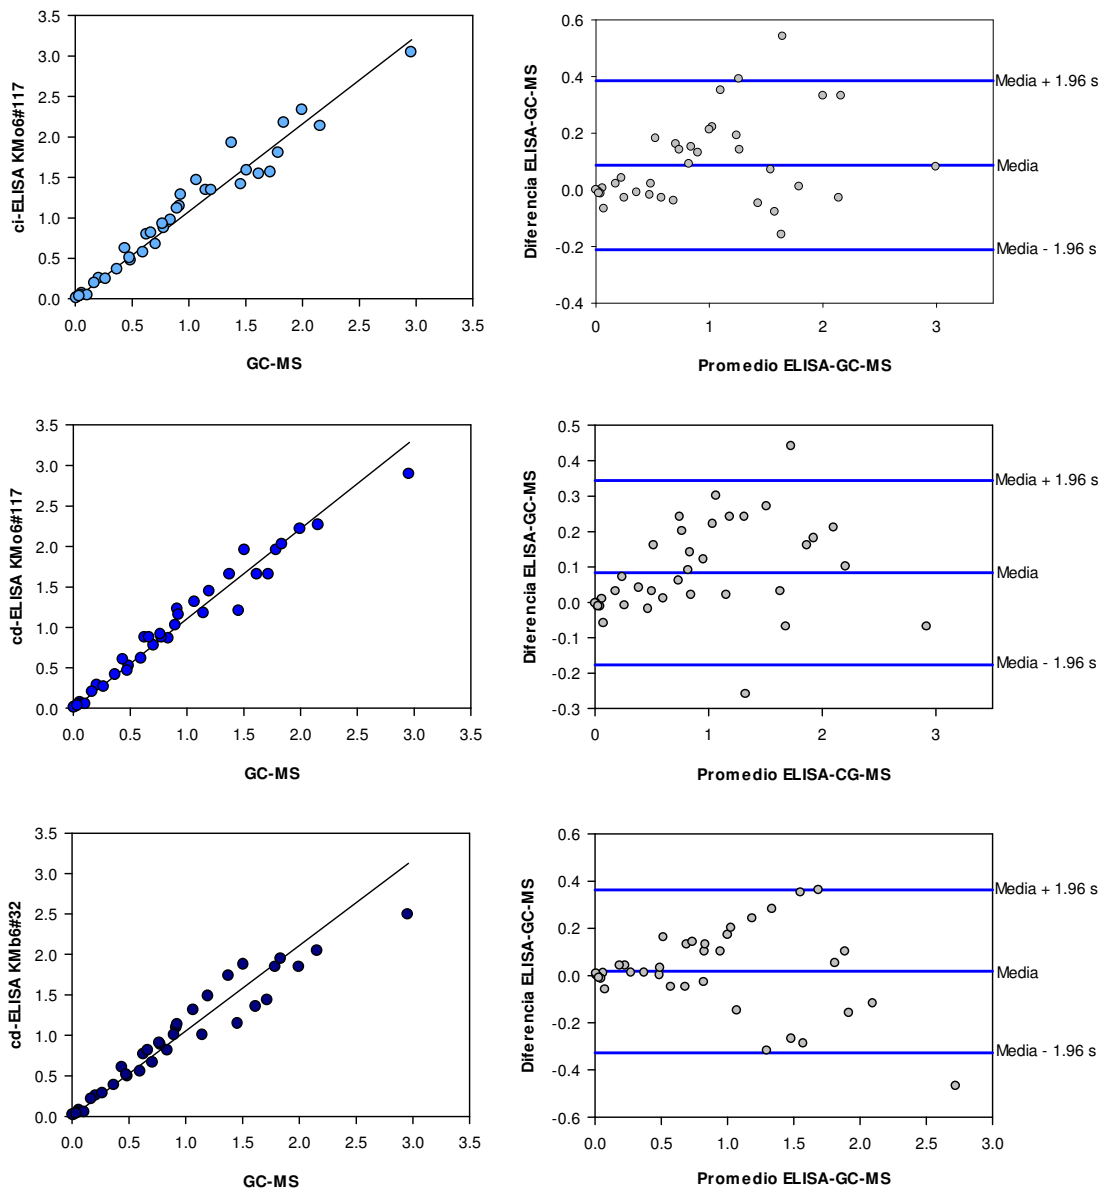 3.5
3.0
2.5
2.0
1.5
1.0
0.5
0.0
ci-ELISA KMo6#117
0.0 0.5 1.0 1.5 2.0 2.5 3.0 3.5
GC-MS
0.6
0.4
0.2
0.0
-0.2
-0.4
Diferencia ELISA-GC-MS
Media + 1.96 s
Media
Media - 1.96 s
0 1 2 3
Promedio ELISA-GC-MS
3.5
3.0
2.5
2.0
1.5
1.0
0.5
0.0
cd-ELISA KMo6#117
0.0 0.5 1.0 1.5 2.0 2.5 3.0 3.5
GC-MS
0.5
0.4
0.3
0.2
0.1
0.0
-0.1
-0.2
-0.3
Diferencia ELISA-GC-MS
Media + 1.96 s
Media
Media - 1.96 s
0 1 2 3
Promedio ELISA-CG-MS
3.5
3.0
2.5
2.0
1.5
1.0
0.5
0.0
cd-ELISA KMb6#32
0.0 0.5 1.0 1.5 2.0 2.5 3.0 3.5
GC-MS
0.6
0.4
0.2
0.0
-0.2
-0.4
-0.6
Diferencia ELISA-GC-MS
Media + 1.96 s
Media
Media - 1.96 s
0.0 0.5 1.0 1.5 2.0 2.5 3.0
Promedio ELISA-GC-MS